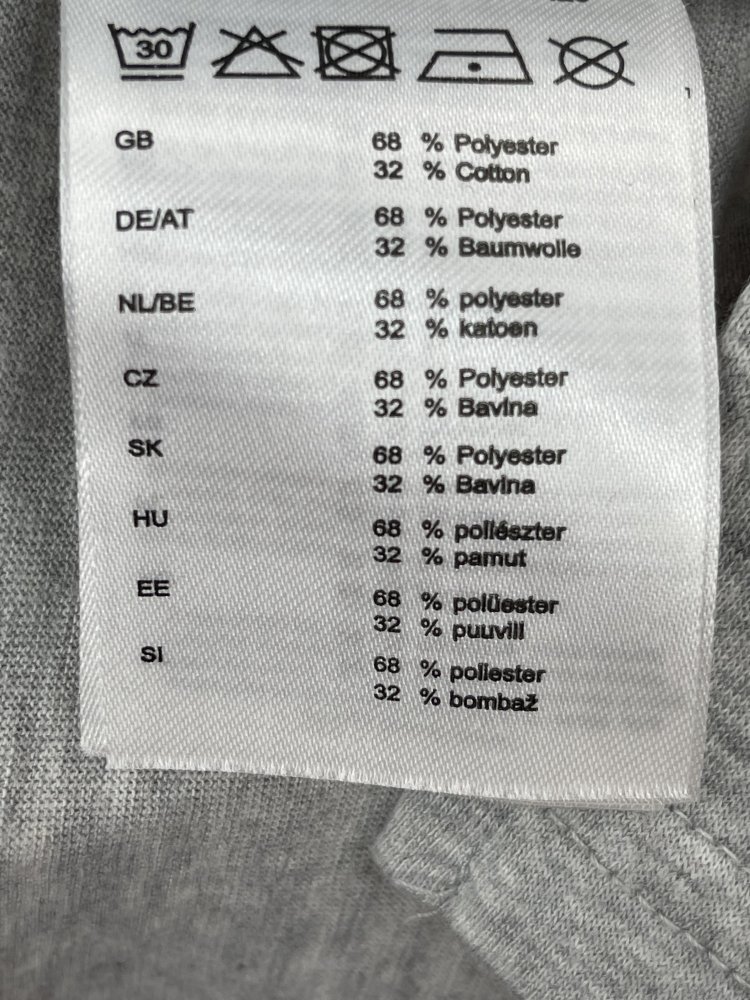 30
GB 68 % Polyester
32 % Cotton
DE/AT 68 % Polyester
32 % Baumwolle
NL/BE 68 % polyester
32 % katoen
CZ 68 % Polyester
32 % Bavlna
SK 68 % Polyester
32 % Bavlna
HU 68 % poliészter
32 % pamut
EE 68 % polüester
32 % puuvill
SI 68 % poliester
32 % bombaž